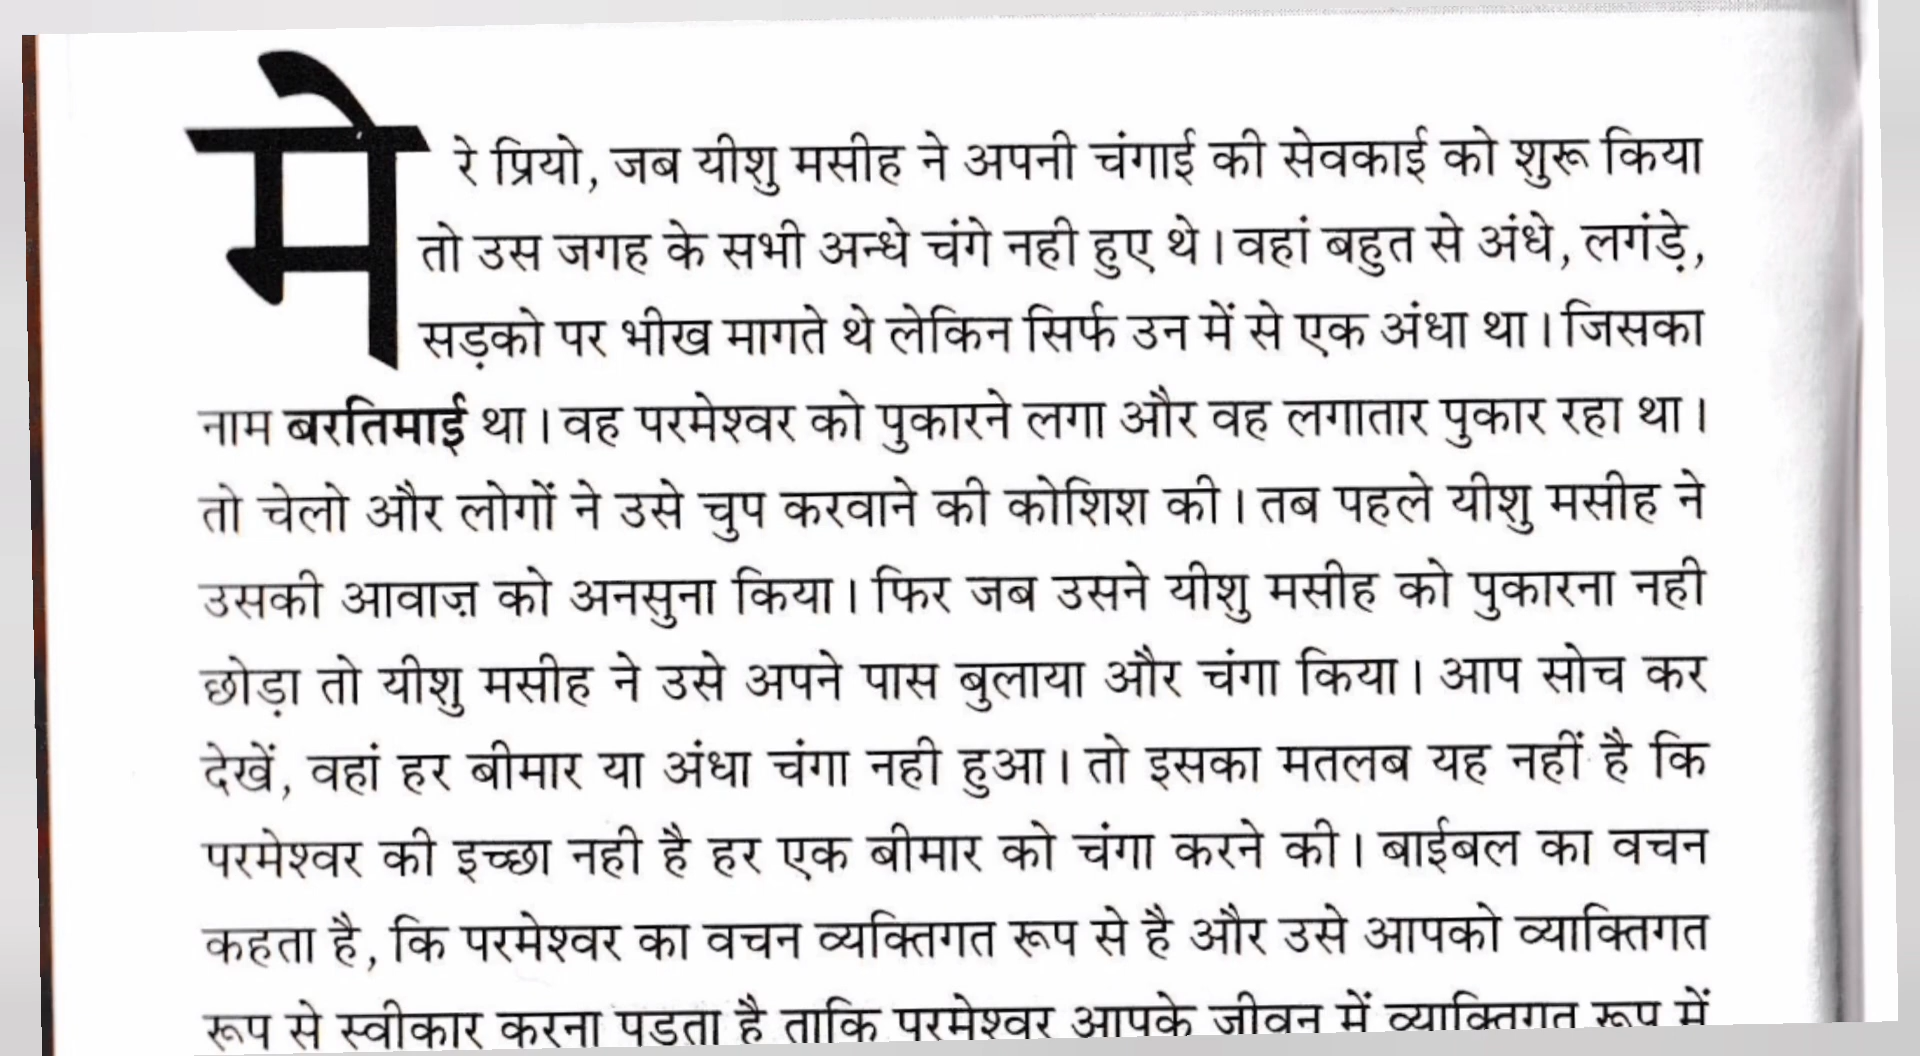 मेरे प्रियो, जब यीशु मसीह ने अपनी चंगाई की सेवकाई को शुरू किया
तो उस जगह के सभी अन्धे चंगे नही हुए थे। वहां बहुत से अंधे, लगंड़े,
सड़को पर भीख मागते थे लेकिन सिर्फ उन में से एक अंधा था। जिसका
नाम बरतिमाई था। वह परमेश्वर को पुकारने लगा और वह लगातार पुकार रहा था।
तो चेलो और लोगों ने उसे चुप करवाने की कोशिश की। तब पहले यीशु मसीह ने
उसकी आवाज़ को अनसुना किया। फिर जब उसने यीशु मसीह को पुकारना नही
छोड़ा तो यीशु मसीह ने उसे अपने पास बुलाया और चंगा किया। आप सोच कर
देखें, वहां हर बीमार या अंधा चंगा नही हुआ। तो इसका मतलब यह नहीं है कि
परमेश्वर की इच्छा नही है हर एक बीमार को चंगा करने की। बाईबल का वचन
कहता है, कि परमेश्वर का वचन व्यक्तिगत रूप से है और उसे आपको व्याक्तिगत
रूप से स्वीकार करना पड़ता है ताकि परमेश्वर आपके जीवन में व्याक्तिगत रूप में